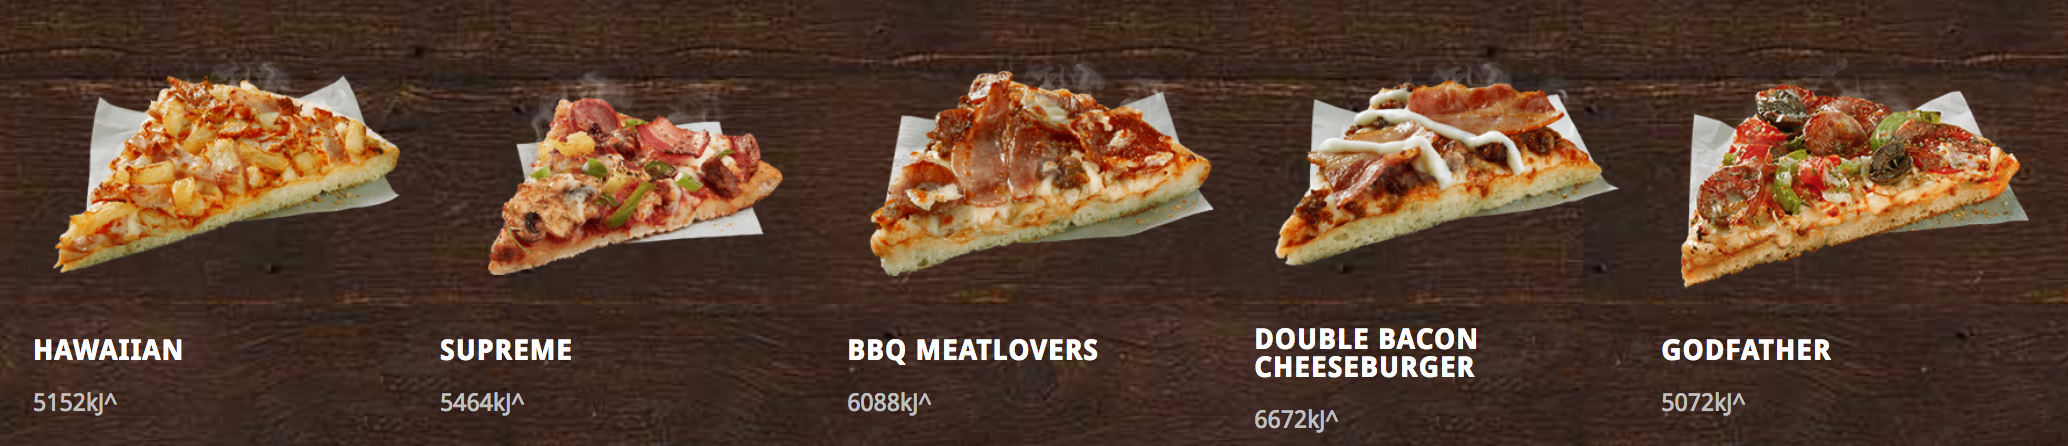 HAWAIIAN
5152kJ^
SUPREME
5464kJ^
BBQ MEATLOVERS
6088kJ^
DOUBLE BACON
CHEESEBURGER
6672kJ^
GODFATHER
5072kJ^